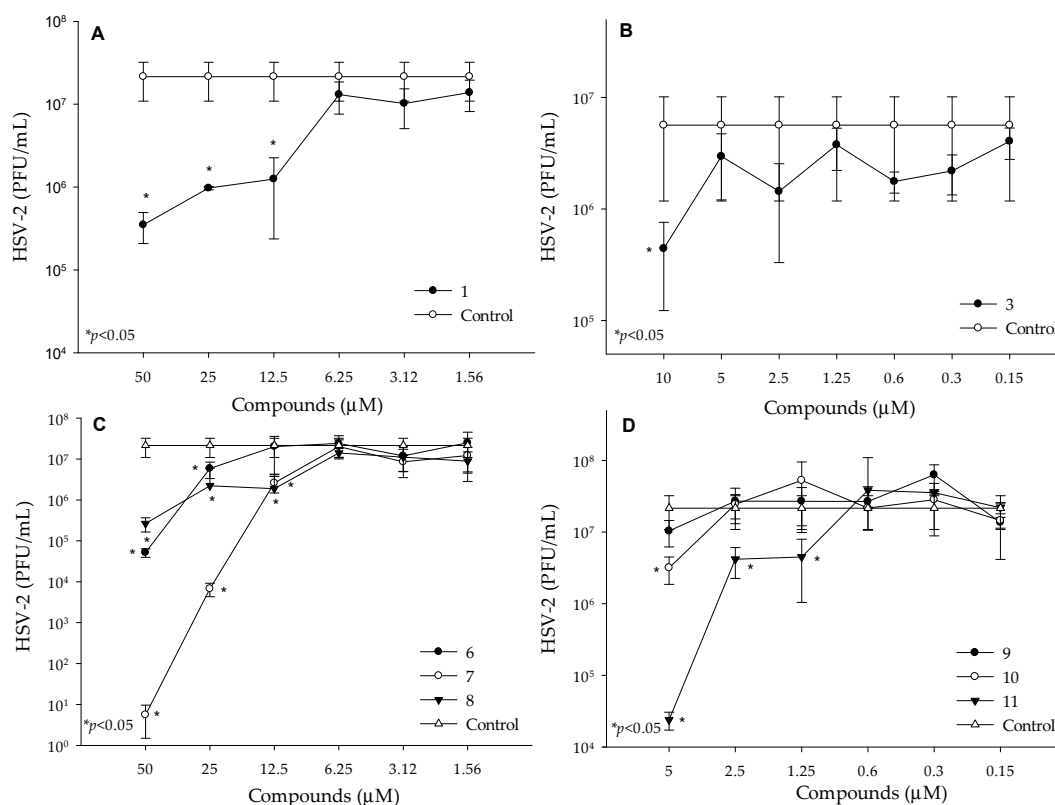 A
HSV-2 (PFU/mL)
10⁸
10⁷
10⁶
10⁵
10⁴
*
*
*
1
Control
*p<0.05
50 25 12.5 6.25 3.12 1.56
Compounds (µM)
B
HSV-2 (PFU/mL)
10⁷
10⁶
10⁵
*
3
Control
*p<0.05
10 5 2.5 1.25 0.6 0.3 0.15
Compounds (µM)
C
HSV-2 (PFU/mL)
10⁸
10⁷
10⁶
10⁵
10⁴
10³
10²
10¹
10⁰
*
*
*
*
*
*
*
*
6
7
8
Control
*p<0.05
50 25 12.5 6.25 3.12 1.56
Compounds (µM)
D
HSV-2 (PFU/mL)
10⁸
10⁷
10⁶
10⁵
10⁴
*
*
*
*
9
10
11
Control
*p<0.05
5 2.5 1.25 0.6 0.3 0.15
Compounds (µM)